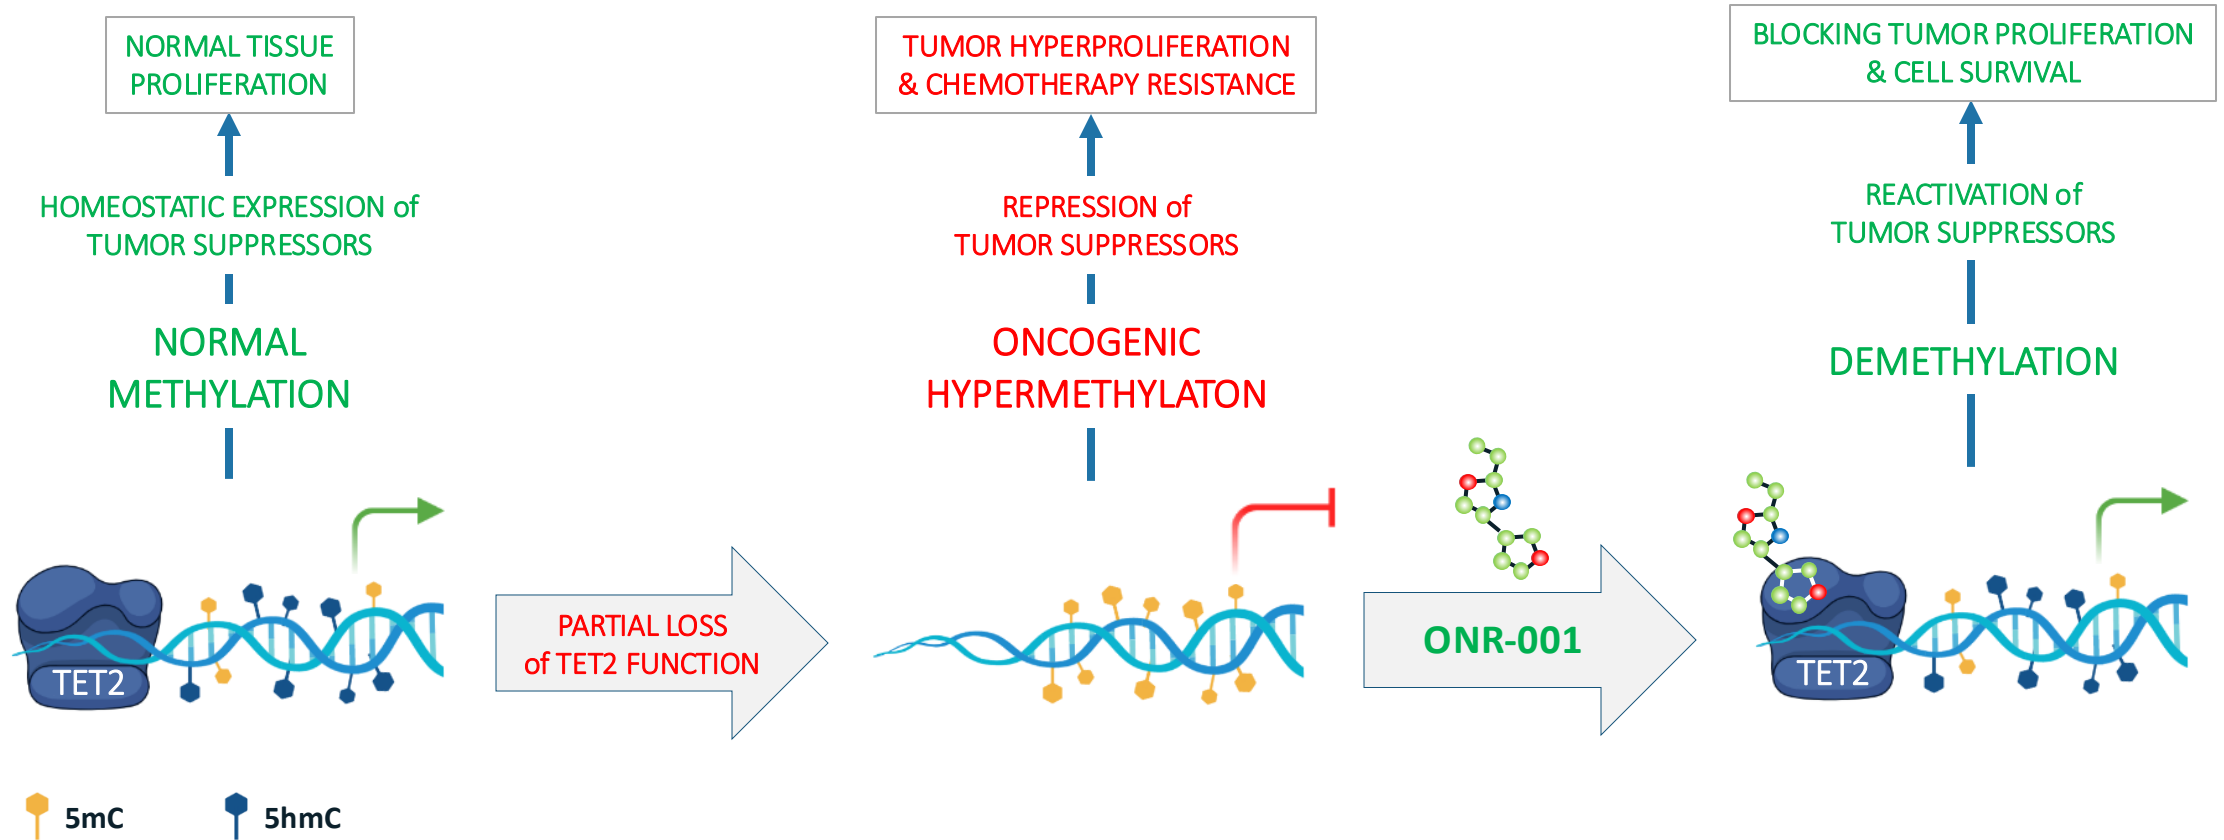 NORMAL TISSUE
PROLIFERATION
HOMEOSTATIC EXPRESSION of
TUMOR SUPPRESSORS
NORMAL
METHYLATION
TET2
PARTIAL LOSS
of TET2 FUNCTION
TUMOR HYPERPROLIFERATION
& CHEMOTHERAPY RESISTANCE
REPRESSION of
TUMOR SUPPRESSORS
ONCOGENIC
HYPERMETHYLATON
ONR-001
BLOCKING TUMOR PROLIFERATION
& CELL SURVIVAL
REACTIVATION of
TUMOR SUPPRESSORS
DEMETHYLATION
TET2
5mC
5hmC